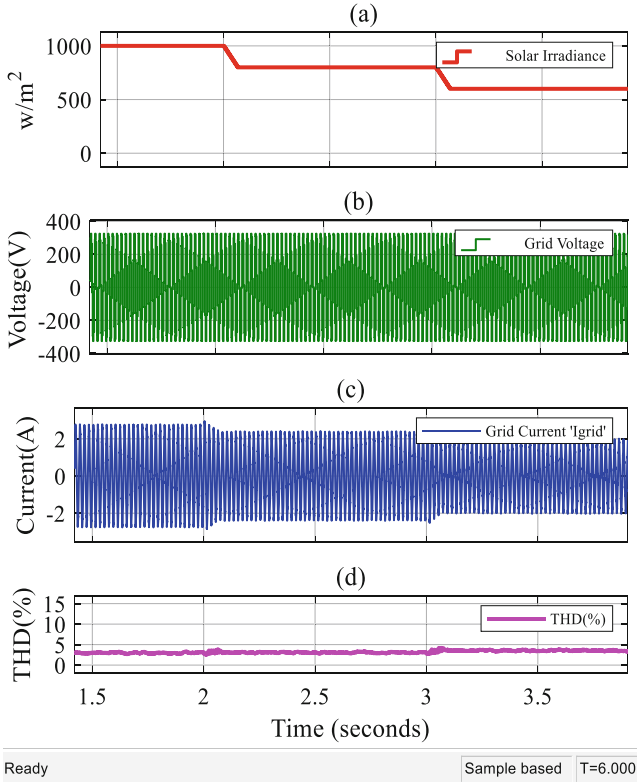 (a)
w/m²
1000
500
0
Solar Irradiance
(b)
Voltage(V)
400
200
0
-200
-400
Grid Voltage
(c)
Current(A)
2
0
-2
Grid Current 'Igrid'
(d)
THD(%)
15
10
5
0
THD(%)
1.5 2 2.5 3 3.5
Time (seconds)
Ready Sample based T=6.000